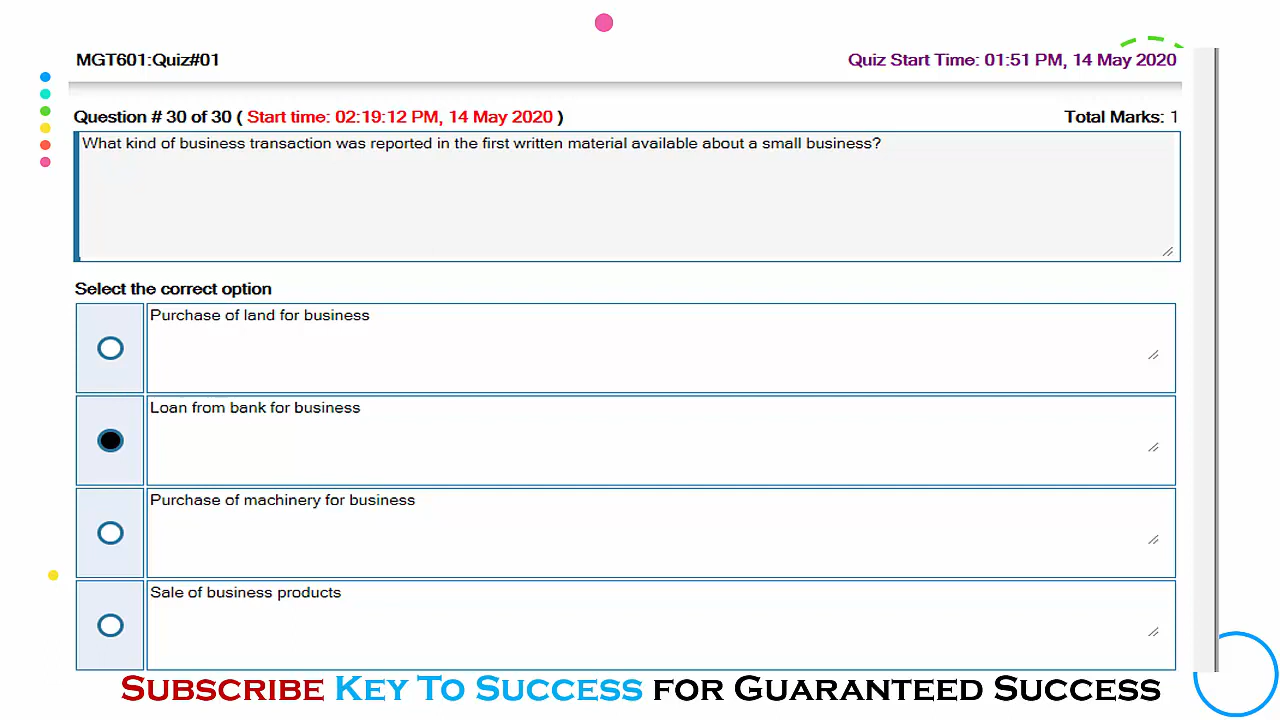 MGT601:Quiz#01
Quiz Start Time: 01:51 PM, 14 May 2020
Question # 30 of 30 ( Start time: 02:19:12 PM, 14 May 2020 )
Total Marks: 1
What kind of business transaction was reported in the first written material available about a small business?
Select the correct option
Purchase of land for business
Loan from bank for business
Purchase of machinery for business
Sale of business products
Subscribe Key To Success for Guaranteed Success